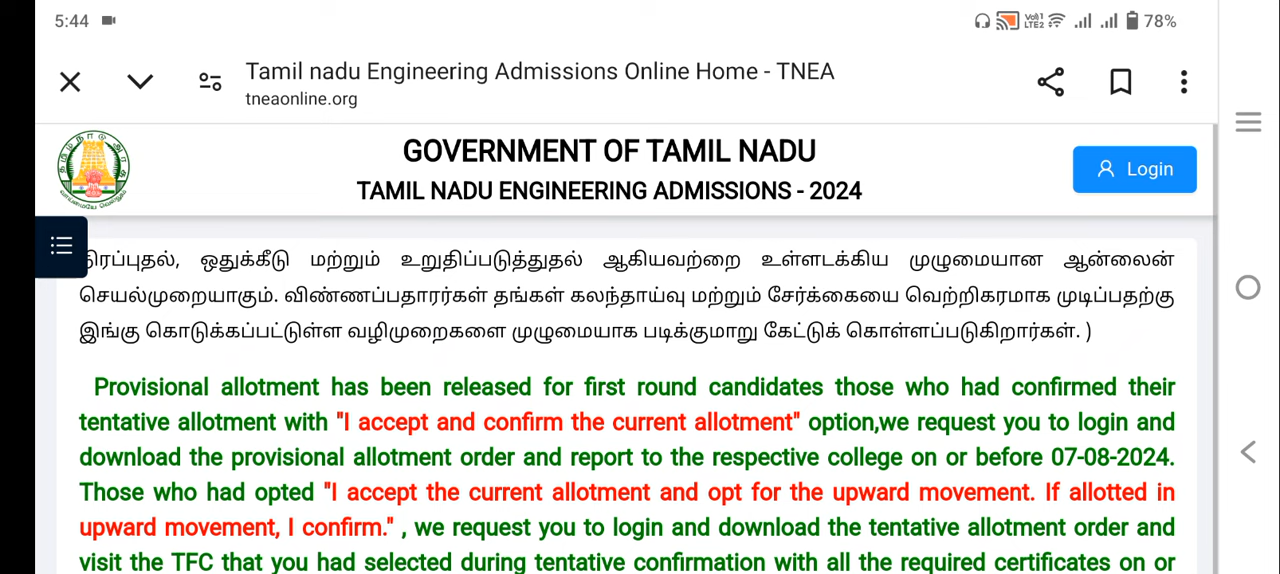 5:44
Vo) 1 LTE2 78%
Tamil nadu Engineering Admissions Online Home - TNEA
tneaonline.org
GOVERNMENT OF TAMIL NADU
TAMIL NADU ENGINEERING ADMISSIONS - 2024
Login
நிரப்புதல், ஒதுக்கீடு மற்றும் உறுதிப்படுத்துதல் ஆகியவற்றை உள்ளடக்கிய முழுமையான ஆன்லைன்
செயல்முறையாகும். விண்ணப்பதாரர்கள் தங்கள் கலந்தாய்வு மற்றும் சேர்க்கையை வெற்றிகரமாக முடிப்பதற்கு
இங்கு கொடுக்கப்பட்டுள்ள வழிமுறைகளை முழுமையாக படிக்குமாறு கேட்டுக் கொள்ளப்படுகிறார்கள். )
Provisional allotment has been released for first round candidates those who had confirmed their
tentative allotment with "I accept and confirm the current allotment" option,we request you to login and
download the provisional allotment order and report to the respective college on or before 07-08-2024.
Those who had opted "I accept the current allotment and opt for the upward movement. If allotted in
upward movement, I confirm." , we request you to login and download the tentative allotment order and
visit the TFC that you had selected during tentative confirmation with all the required certificates on or